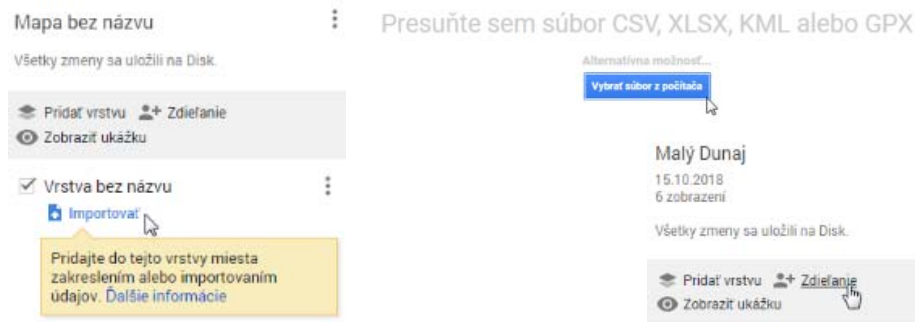 Mapa bez názvu
Všetky zmeny sa uložili na Disk.
Pridať vrstvu Zdieľanie
Zobraziť ukážku
Vrstva bez názvu
Importovať
Pridajte do tejto vrstvy miesta
zakreslením alebo importovaním
údajov. Ďalšie informácie
Presuňte sem súbor CSV, XLSX, KML alebo GPX
Alternatívna možnosť...
Vybrať súbor z počítača
Malý Dunaj
15.10.2018
6 zobrazení
Všetky zmeny sa uložili na Disk.
Pridať vrstvu Zdieľanie
Zobraziť ukážku